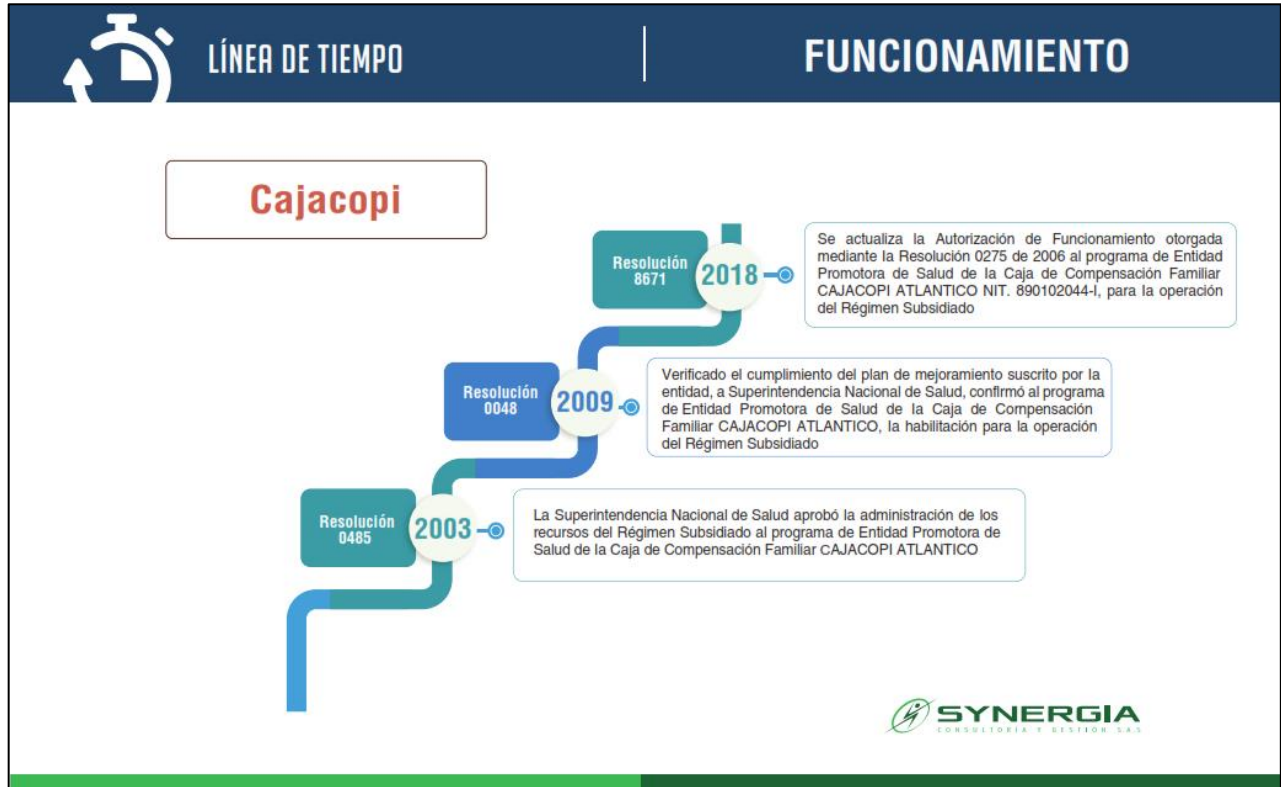 LÍNEA DE TIEMPO
FUNCIONAMIENTO
Cajacopi
Resolución
8671
2018
Se actualiza la Autorización de Funcionamiento otorgada
mediante la Resolución 0275 de 2006 al programa de Entidad
Promotora de Salud de la Caja de Compensación Familiar
CAJACOPI ATLANTICO NIT. 890102044-I, para la operación
del Régimen Subsidiado
Resolución
0048
2009
Verificado el cumplimiento del plan de mejoramiento suscrito por la
entidad, a Superintendencia Nacional de Salud, confirmó al programa
de Entidad Promotora de Salud de la Caja de Compensación
Familiar CAJACOPI ATLANTICO, la habilitación para la operación
del Régimen Subsidiado
Resolución
0485
2003
La Superintendencia Nacional de Salud aprobó la administración de los
recursos del Régimen Subsidiado al programa de Entidad Promotora de
Salud de la Caja de Compensación Familiar CAJACOPI ATLANTICO
SYNERGIA
CONSULTORÍA Y GESTIÓN S.A.S